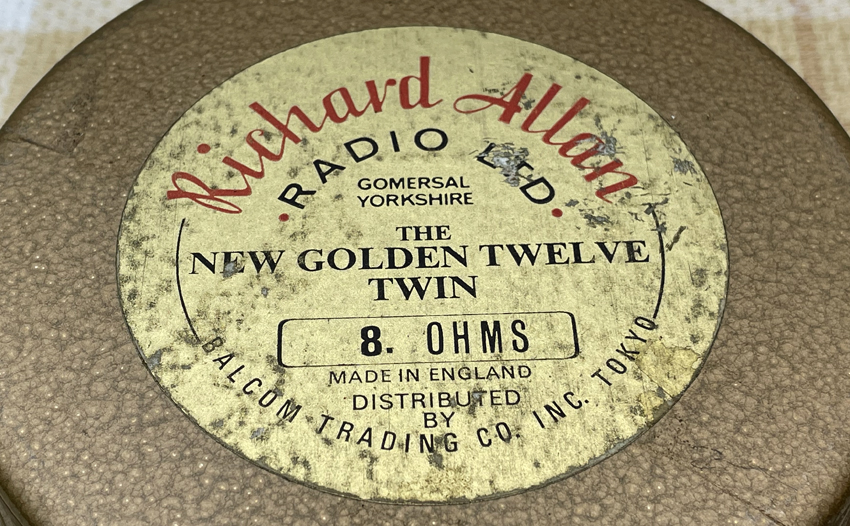 Richard Allan
RADIO LTD
GOMERSAL
YORKSHIRE
THE
NEW GOLDEN TWELVE
TWIN
8. OHMS
MADE IN ENGLAND
DISTRIBUTED
BY
BALCOM TRADING CO. INC. TOKYO